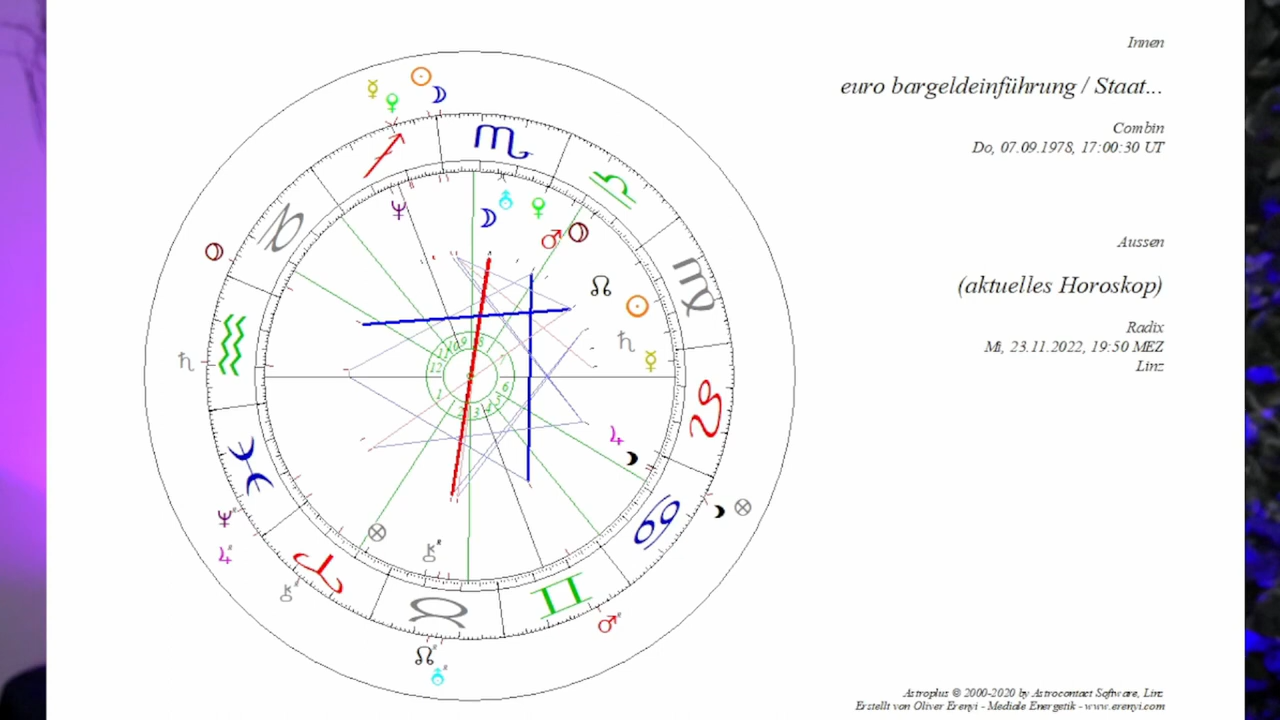 Innen
euro bargeldeinführung / Staat...
Combin
Do, 07.09.1978, 17:00:30 UT
Aussen
(aktuelles Horoskop)
Radix
Mi, 23.11.2022, 19:50 MEZ
Linz
Astroplus © 2000-2020 by Astrocontact Software, Linz
Erstellt von Oliver Erenyi - Mediale Energetik - www.erenyi.com